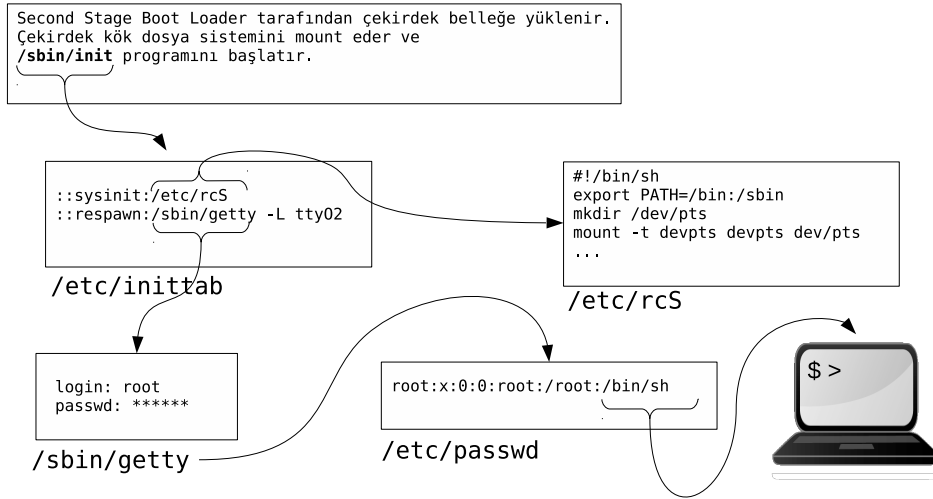 Second Stage Boot Loader tarafından çekirdek belleğe yüklenir.
Çekirdek kök dosya sistemini mount eder ve
/sbin/init programını başlatır.
::sysinit:/etc/rcS
::respawn:/sbin/getty -L ttyO2
/etc/inittab
#!/bin/sh
export PATH=/bin:/sbin
mkdir /dev/pts
mount -t devpts devpts dev/pts
...
/etc/rcS
login: root
passwd: ******
/sbin/getty
root:x:0:0:root:/root:/bin/sh
/etc/passwd
$ >